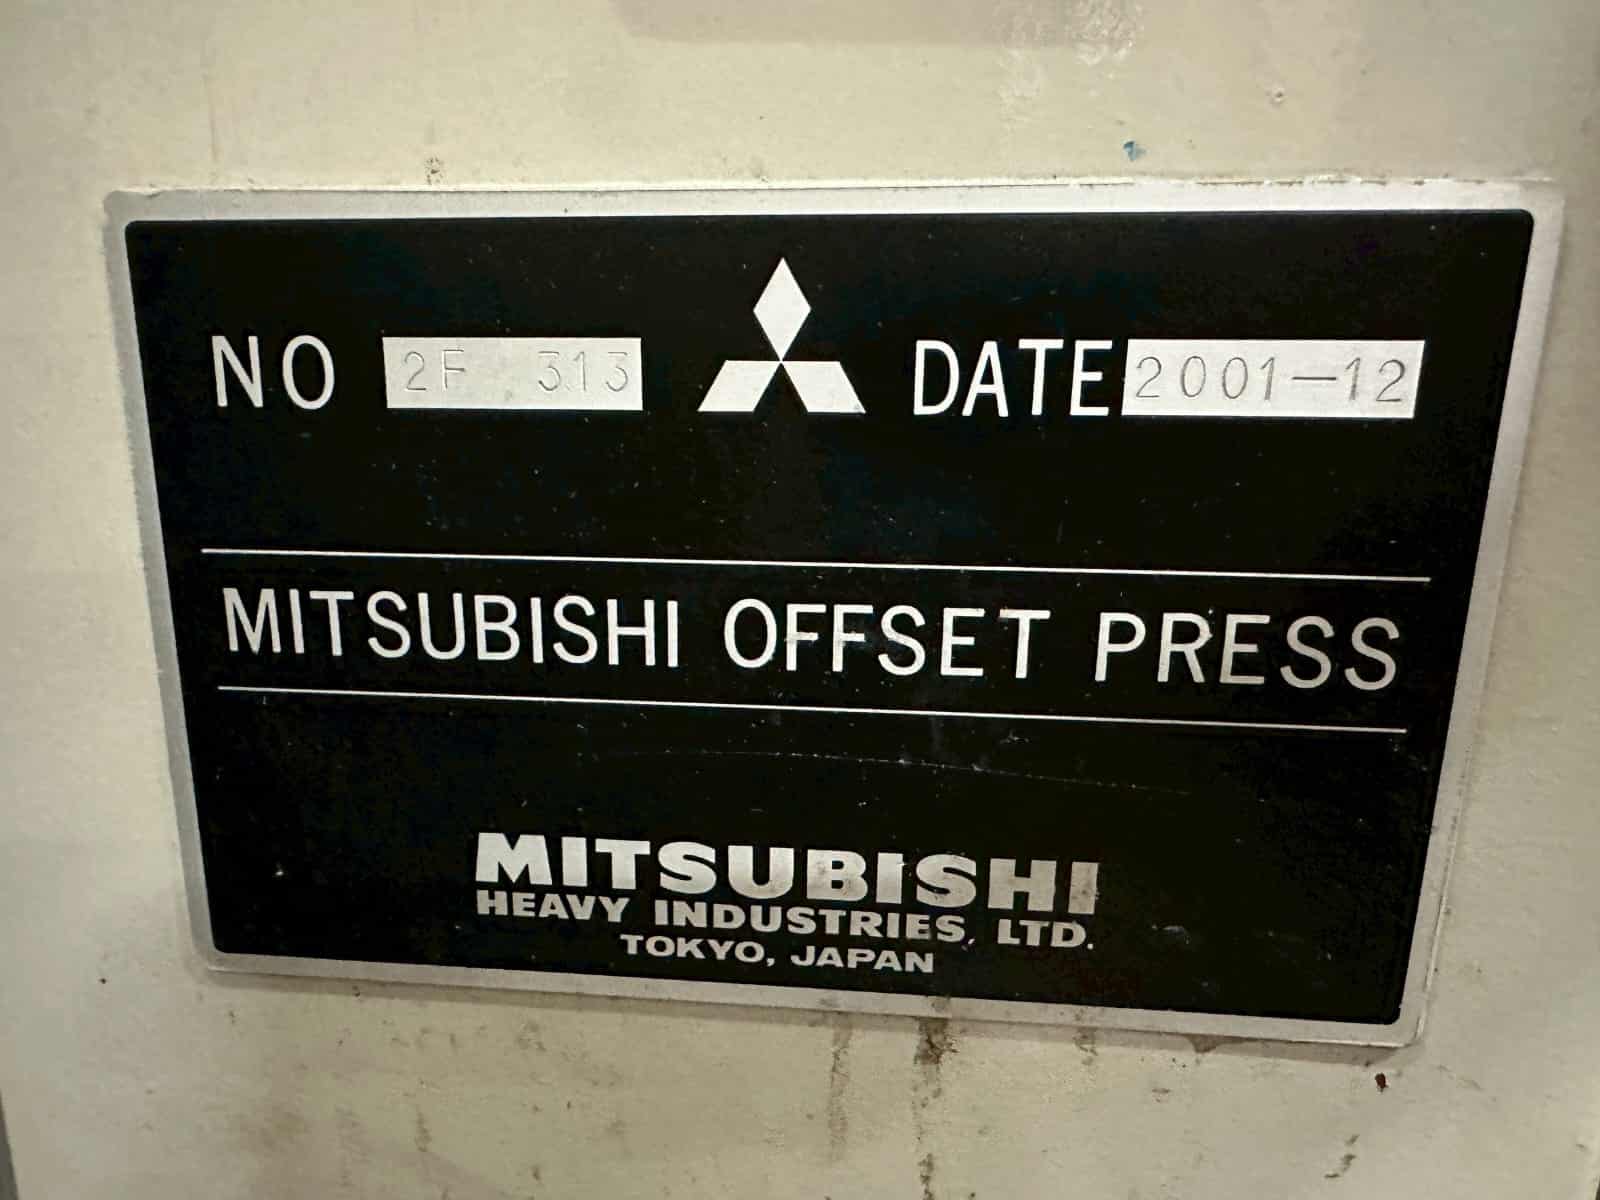 NO 2F 313 DATE 2001-12
MITSUBISHI OFFSET PRESS
MITSUBISHI
HEAVY INDUSTRIES, LTD.
TOKYO, JAPAN